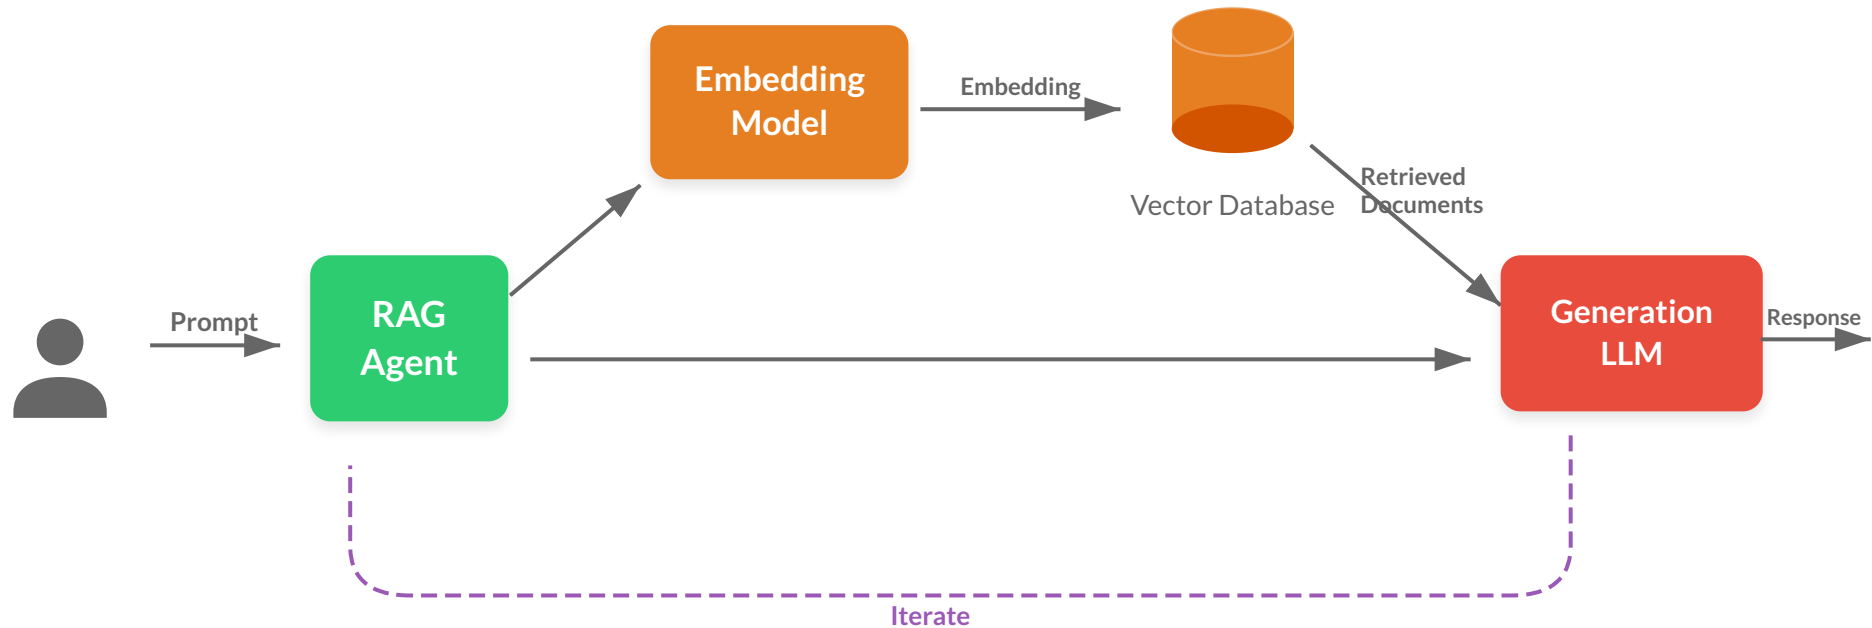 Embedding
Model
Embedding
Vector Database
Retrieved
Documents
Prompt
RAG
Agent
Generation
LLM
Response
Iterate